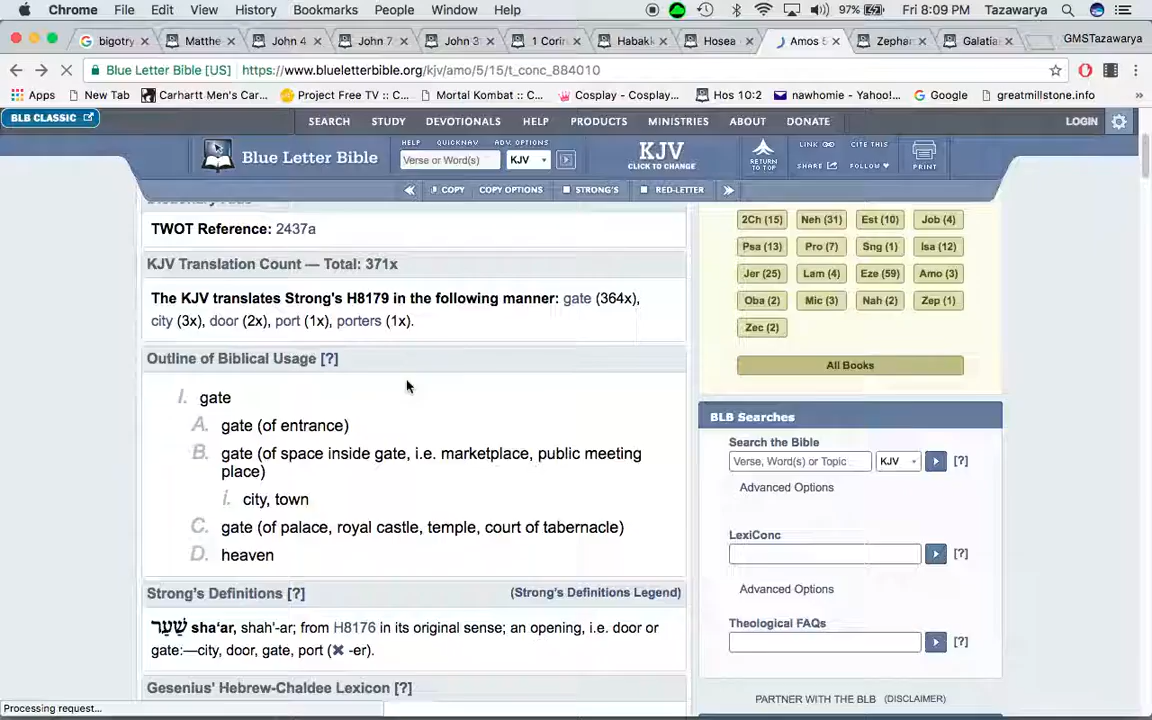 Chrome File Edit View History Bookmarks People Window Help 97% Fri 8:09 PM Tazawarya
bigotry Matthe John 4 John 7 John 3 1 Corin Habakk Hosea Amos 5 Zephan Galatia GMSTazawarya
Blue Letter Bible [US] https://www.blueletterbible.org/kjv/amo/5/15/t_conc_884010
Apps New Tab Carhartt Men's Car... Project Free TV :: C... Mortal Kombat :: C... Cosplay - Cosplay... Hos 10:2 nawhomie - Yahoo!... Google greatmillstone.info »
BLB CLASSIC SEARCH STUDY DEVOTIONALS HELP PRODUCTS MINISTRIES ABOUT DONATE LOGIN
HELP QUICKNAV ADV. OPTIONS
Blue Letter Bible Verse or Word(s) KJV
KJV
CLICK TO CHANGE
RETURN TO TOP
LINK CITE THIS
SHARE FOLLOW
PRINT
COPY COPY OPTIONS STRONG'S RED-LETTER
TWOT Reference: 2437a
KJV Translation Count — Total: 371x
The KJV translates Strong's H8179 in the following manner: gate (364x),
city (3x), door (2x), port (1x), porters (1x).
Outline of Biblical Usage [?]
I. gate
A. gate (of entrance)
B. gate (of space inside gate, i.e. marketplace, public meeting
place)
i. city, town
C. gate (of palace, royal castle, temple, court of tabernacle)
D. heaven
Strong's Definitions [?] (Strong's Definitions Legend)
שַׁעַר shaʻar, shah'-ar; from H8176 in its original sense; an opening, i.e. door or
gate:—city, door, gate, port (✖ -er).
Gesenius' Hebrew-Chaldee Lexicon [?]
2Ch (15) Neh (31) Est (10) Job (4)
Psa (13) Pro (7) Sng (1) Isa (12)
Jer (25) Lam (4) Eze (59) Amo (3)
Oba (2) Mic (3) Nah (2) Zep (1)
Zec (2)
All Books
BLB Searches
Search the Bible
Verse, Word(s) or Topic KJV [?]
Advanced Options
LexiConc
[?]
Advanced Options
Theological FAQs
[?]
PARTNER WITH THE BLB (DISCLAIMER)
Processing request...